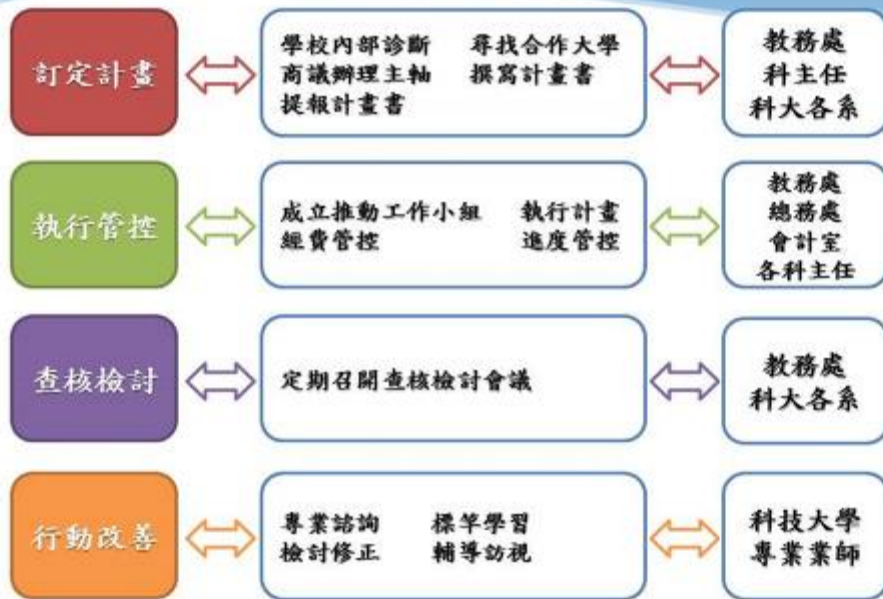 訂定計畫
學校內部診斷 尋找合作大學
商議辦理主軸 撰寫計畫書
提報計畫書
教務處
科主任
科大各系
執行管控
成立推動工作小組 執行計畫
經費管控 進度管控
教務處
總務處
會計室
各科主任
查核檢討
定期召開查核檢討會議
教務處
科大各系
行動改善
專業諮詢 標竿學習
檢討修正 輔導訪視
科技大學
專業業師